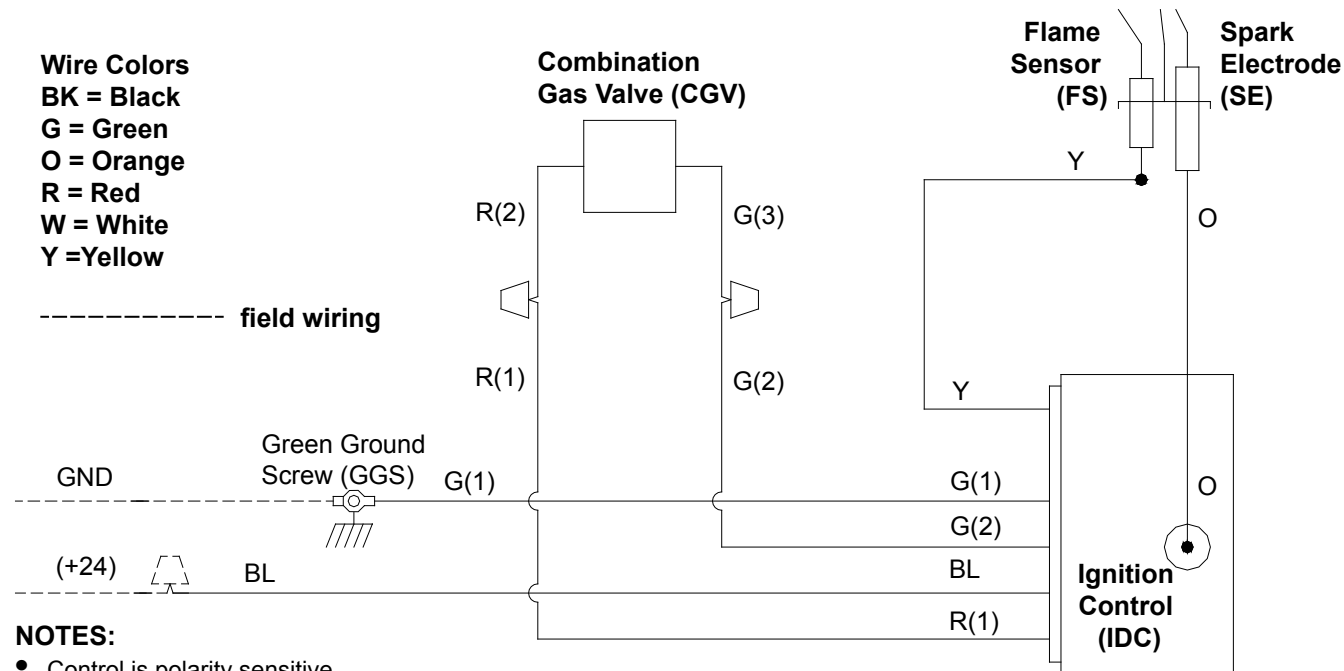 Wire Colors
BK = Black
G = Green
O = Orange
R = Red
W = White
Y =Yellow
field wiring
Combination
Gas Valve (CGV)
Flame
Sensor
(FS)
Spark
Electrode
(SE)
Y
O
R(2)
G(3)
R(1)
G(2)
Y
Green Ground
Screw (GGS)
GND
G(1)
G(1)
O
G(2)
(+24)
BL
BL
R(1)
Ignition
Control
(IDC)
NOTES:
• Control is polarity sensitive